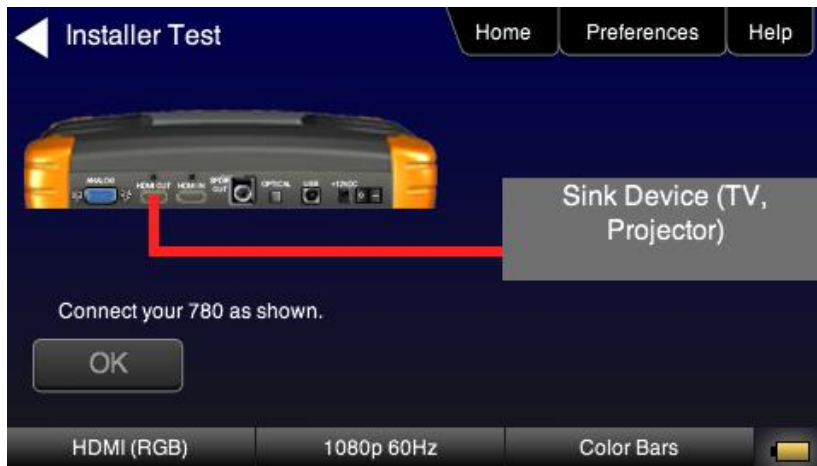 Installer Test
Home
Preferences
Help
ANALOG
HDMI OUT
HDMI IN
SPDIF
OUT
OPTICAL
USB
+12VDC
Sink Device (TV,
Projector)
Connect your 780 as shown.
OK
HDMI (RGB)
1080p 60Hz
Color Bars